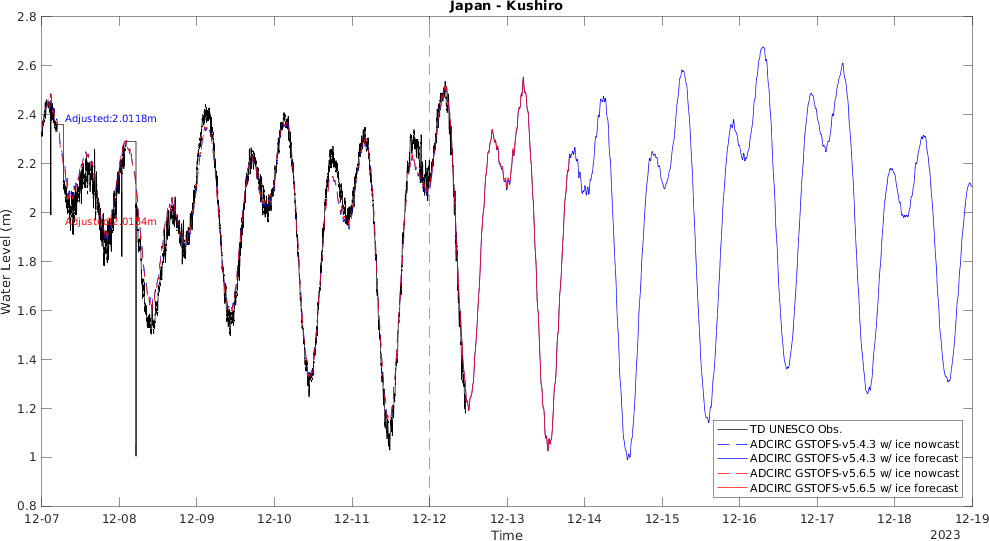 Japan - Kushiro
2.8
2.6
2.4
2.2
2
1.8
1.6
1.4
1.2
1
0.8
Water Level (m)
Adjusted:2.0118m
Adjusted:2.0134m
TD UNESCO Obs.
ADCIRC GSTOFS-v5.4.3 w/ ice nowcast
ADCIRC GSTOFS-v5.4.3 w/ ice forecast
ADCIRC GSTOFS-v5.6.5 w/ ice nowcast
ADCIRC GSTOFS-v5.6.5 w/ ice forecast
12-07 12-08 12-09 12-10 12-11 12-12 12-13 12-14 12-15 12-16 12-17 12-18 12-19
Time
2023